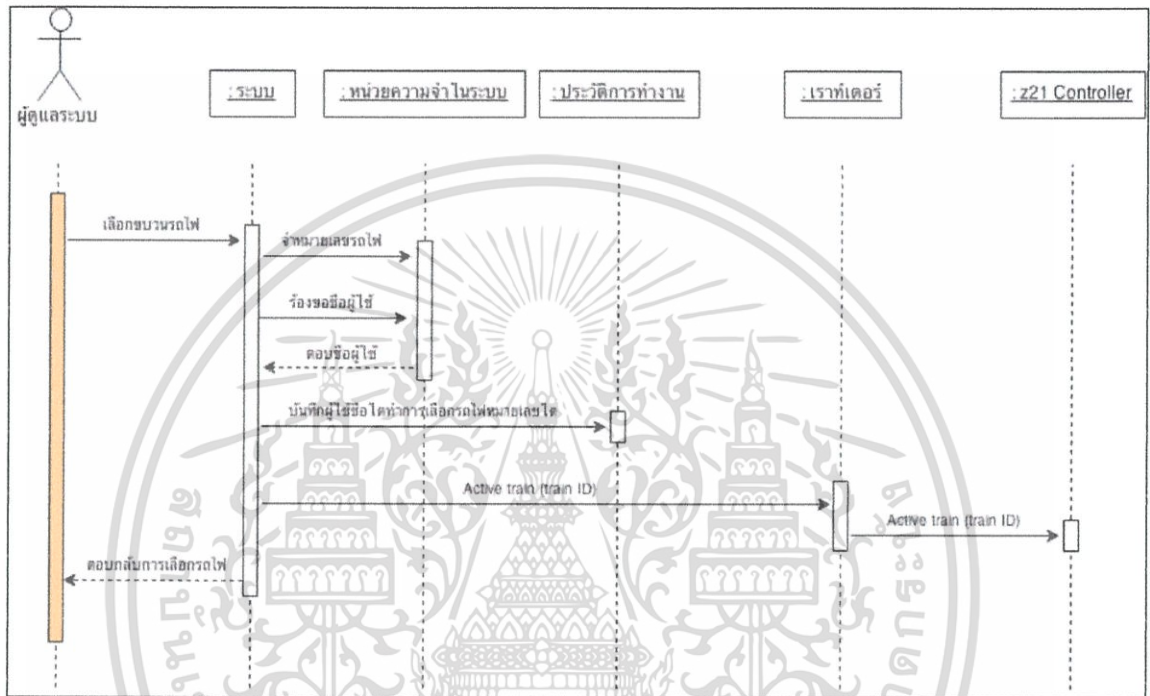 ผู้ดูแลระบบ
:ระบบ
:หน่วยความจำในระบบ
:ประวัติการทำงาน
:เราท์เตอร์
:z21 Controller
เลือกขบวนรถไฟ
จำหมายเลขรถไฟ
ร้องขอชื่อผู้ใช้
ตอบชื่อผู้ใช้
บันทึกผู้ใช้ชื่อใดทำการเลือกรถไฟหมายเลขใด
Active train (train ID)
Active train (train ID)
ตอบกลับการเลือกรถไฟ